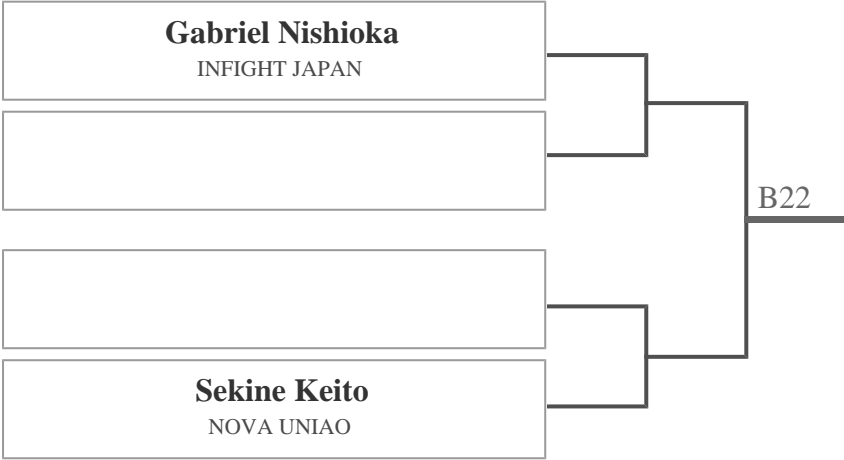 Gabriel Nishioka
INFIGHT JAPAN
B22
Sekine Keito
NOVA UNIAO